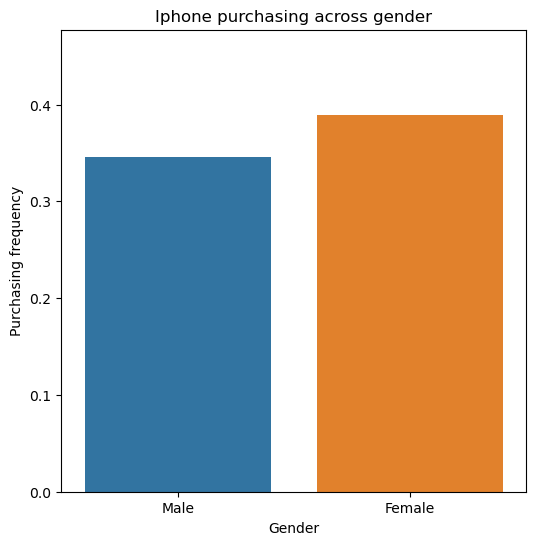 Iphone purchasing across gender
Purchasing frequency
0.4
0.3
0.2
0.1
0.0
Male
Female
Gender